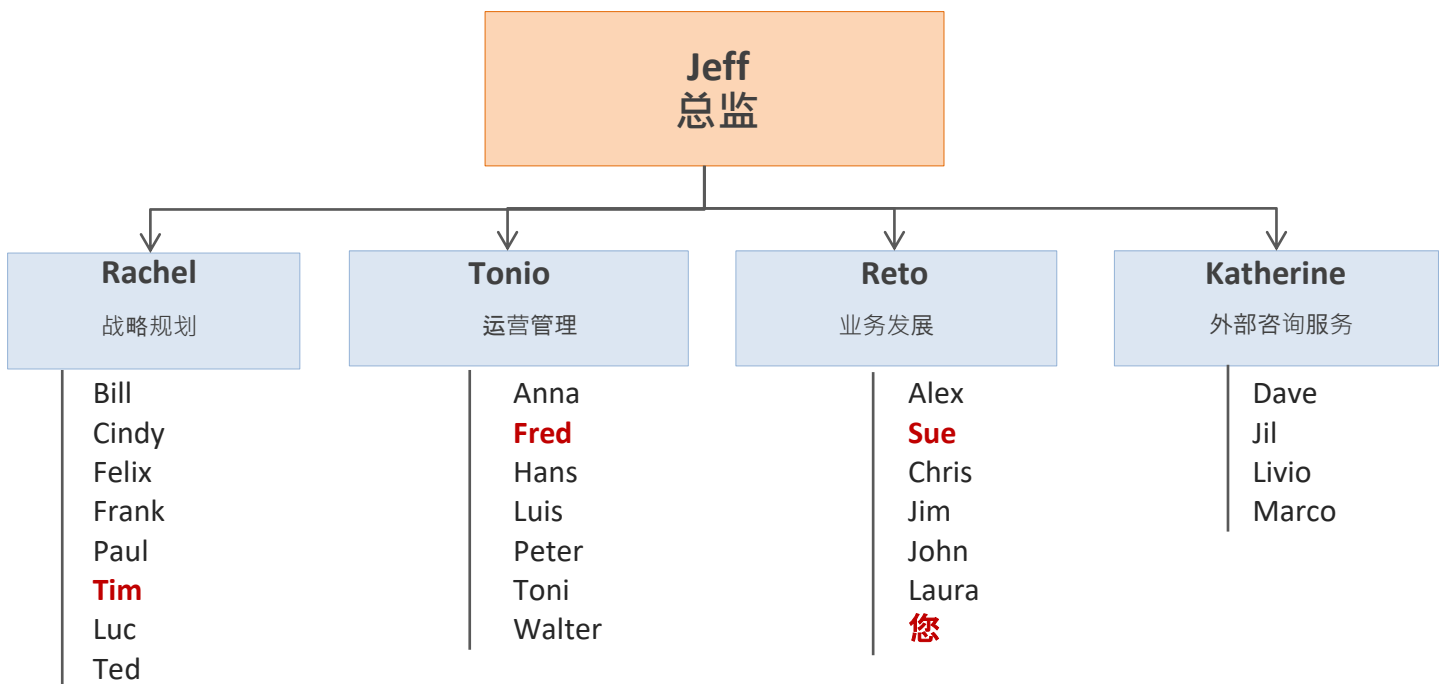 Jeff
总监
Rachel
战略规划
Bill
Cindy
Felix
Frank
Paul
Tim
Luc
Ted
Tonio
运营管理
Anna
Fred
Hans
Luis
Peter
Toni
Walter
Reto
业务发展
Alex
Sue
Chris
Jim
John
Laura
您
Katherine
外部咨询服务
Dave
Jil
Livio
Marco